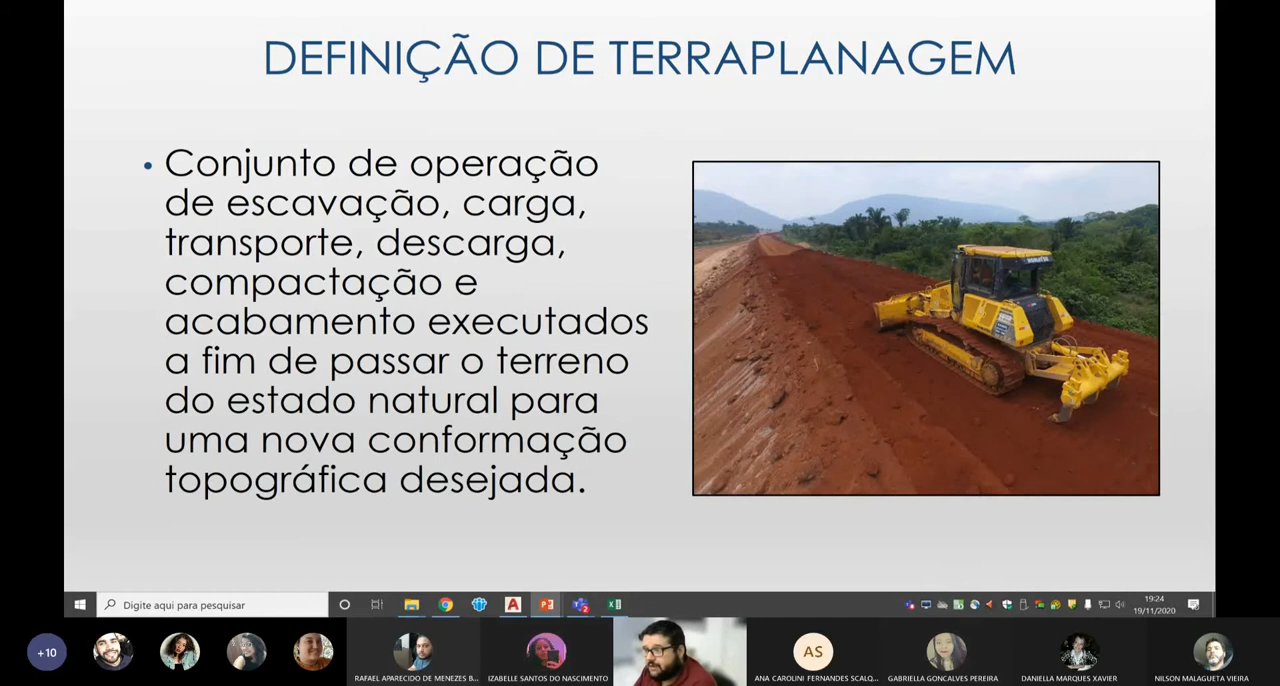 DEFINIÇÃO DE TERRAPLANAGEM
• Conjunto de operação
de escavação, carga,
transporte, descarga,
compactação e
acabamento executados
a fim de passar o terreno
do estado natural para
uma nova conformação
topográfica desejada.
KOMATSU
Digite aqui para pesquisar
19:24
19/11/2020
+10
AS
RAFAEL APARECIDO DE MENEZES B...
IZABELLE SANTOS DO NASCIMENTO
ANA CAROLINI FERNANDES SCALQ...
GABRIELLA GONCALVES PEREIRA
DANIELLA MARQUES XAVIER
NILSON MALAGUETA VIEIRA